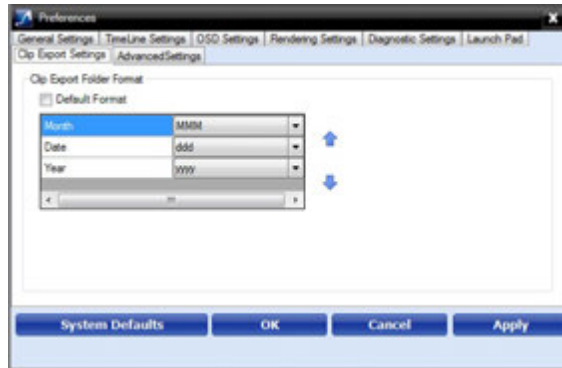 Preferences
x
General Settings TimeLine Settings OSD Settings Rendering Settings Diagnostic Settings Launch Pad
Clip Export Settings AdvancedSettings
Clip Export Folder Format
Default Format
Month MMM
Date ddd
Year yyyy
System Defaults OK Cancel Apply